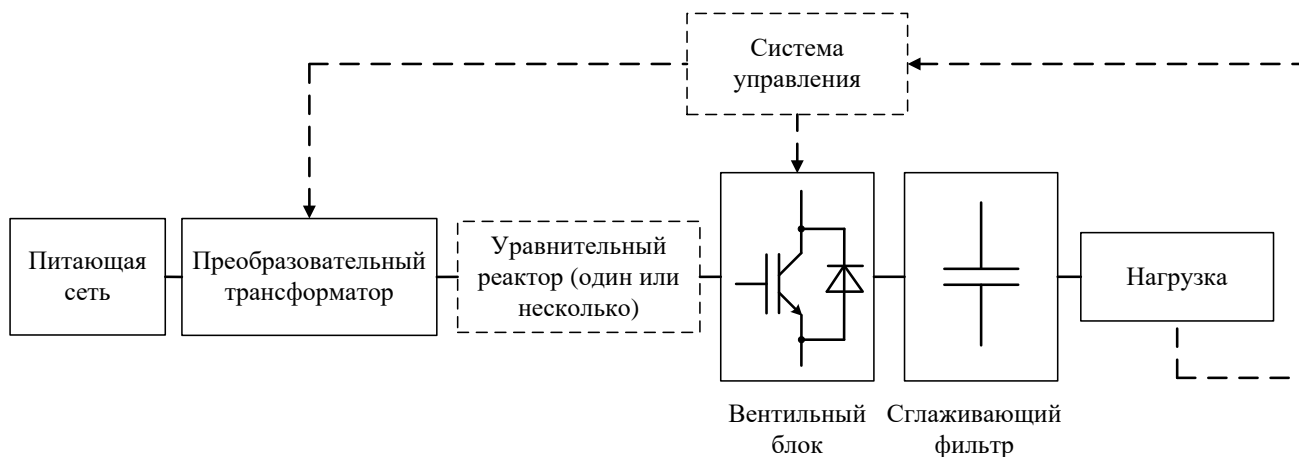 Система
управления
Питающая
сеть
Преобразовательный
трансформатор
Уравнительный
реактор (один или
несколько)
Нагрузка
Вентильный
блок
Сглаживающий
фильтр